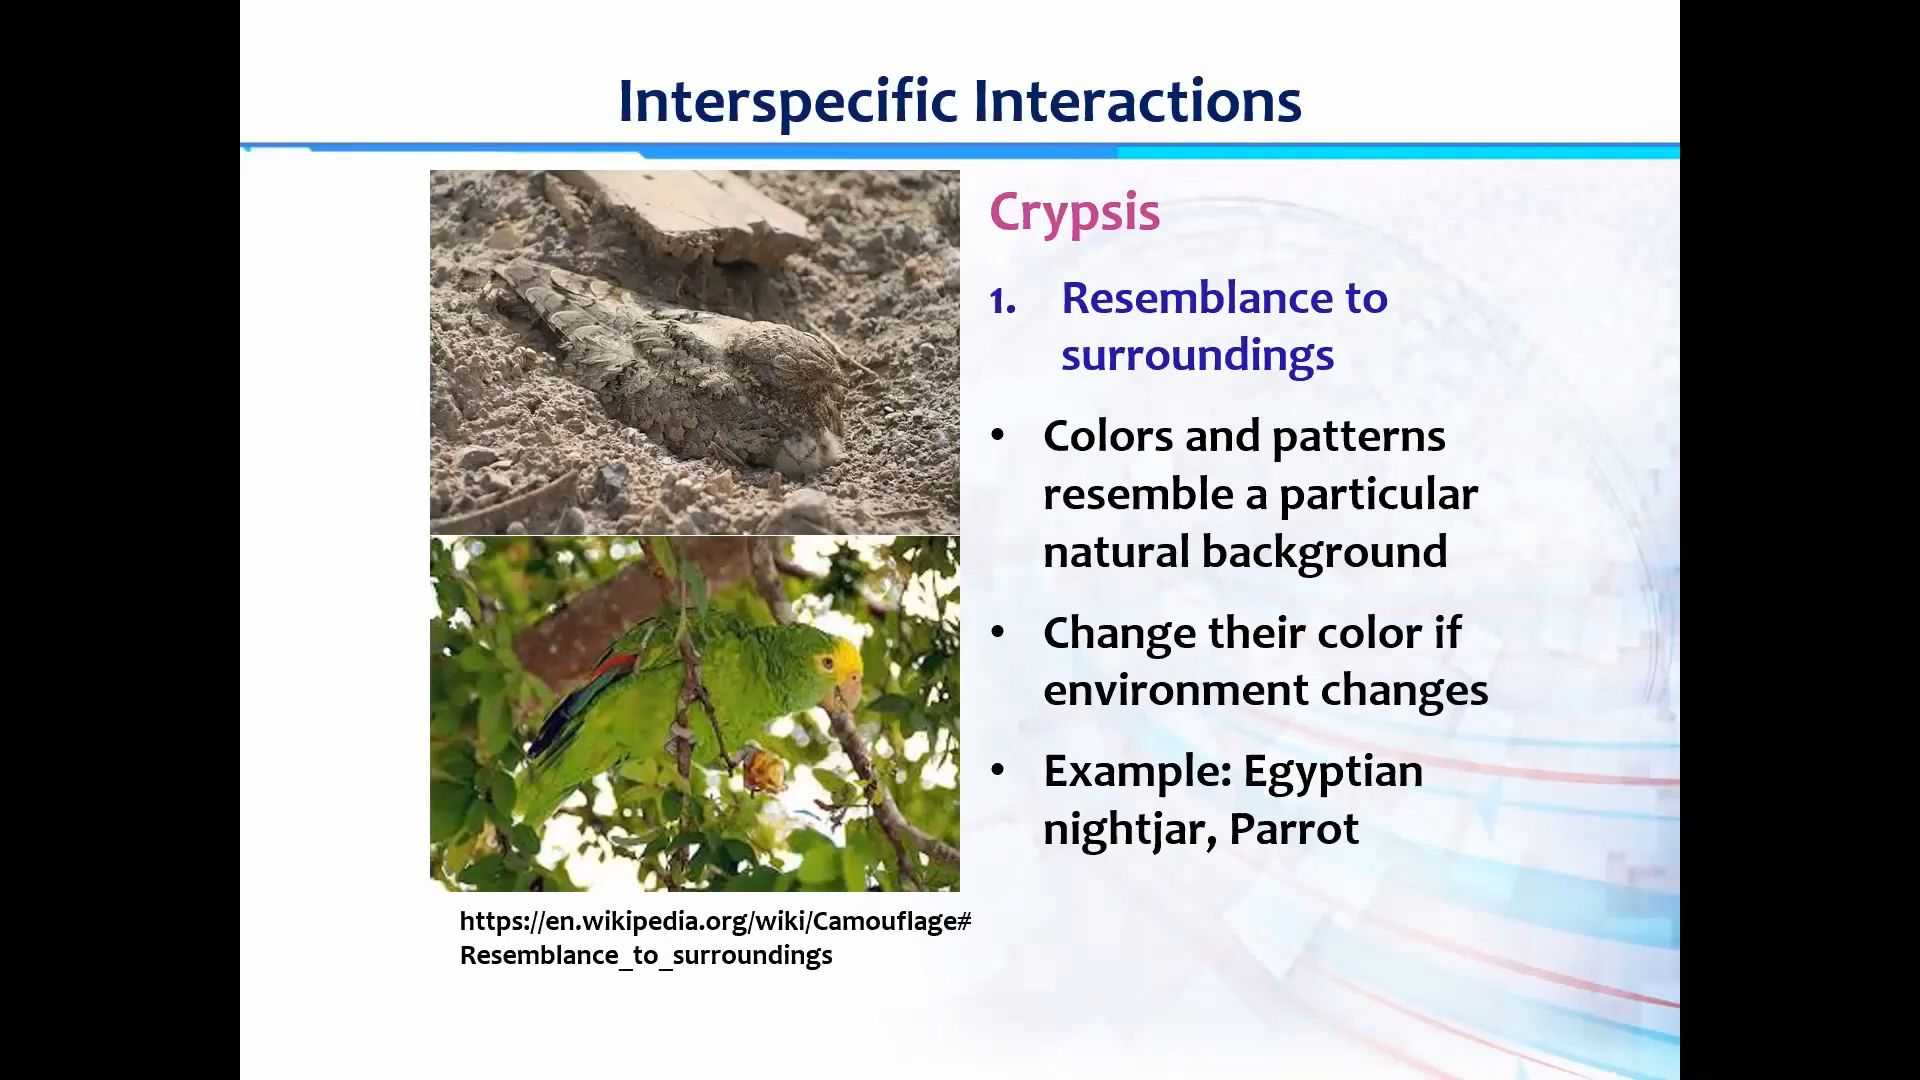 Interspecific Interactions
Crypsis
1. Resemblance to
surroundings
• Colors and patterns
resemble a particular
natural background
• Change their color if
environment changes
• Example: Egyptian
nightjar, Parrot
https://en.wikipedia.org/wiki/Camouflage#
Resemblance_to_surroundings